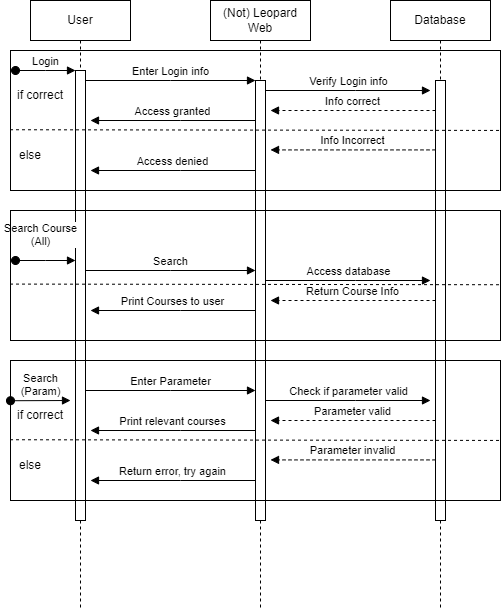 User
(Not) Leopard
Web
Database
Login
Enter Login info
Verify Login info
if correct
Info correct
Access granted
Info Incorrect
else
Access denied
Search Course
(All)
Search
Access database
Return Course Info
Print Courses to user
Search
(Param)
Enter Parameter
Check if parameter valid
if correct
Parameter valid
Print relevant courses
Parameter invalid
else
Return error, try again